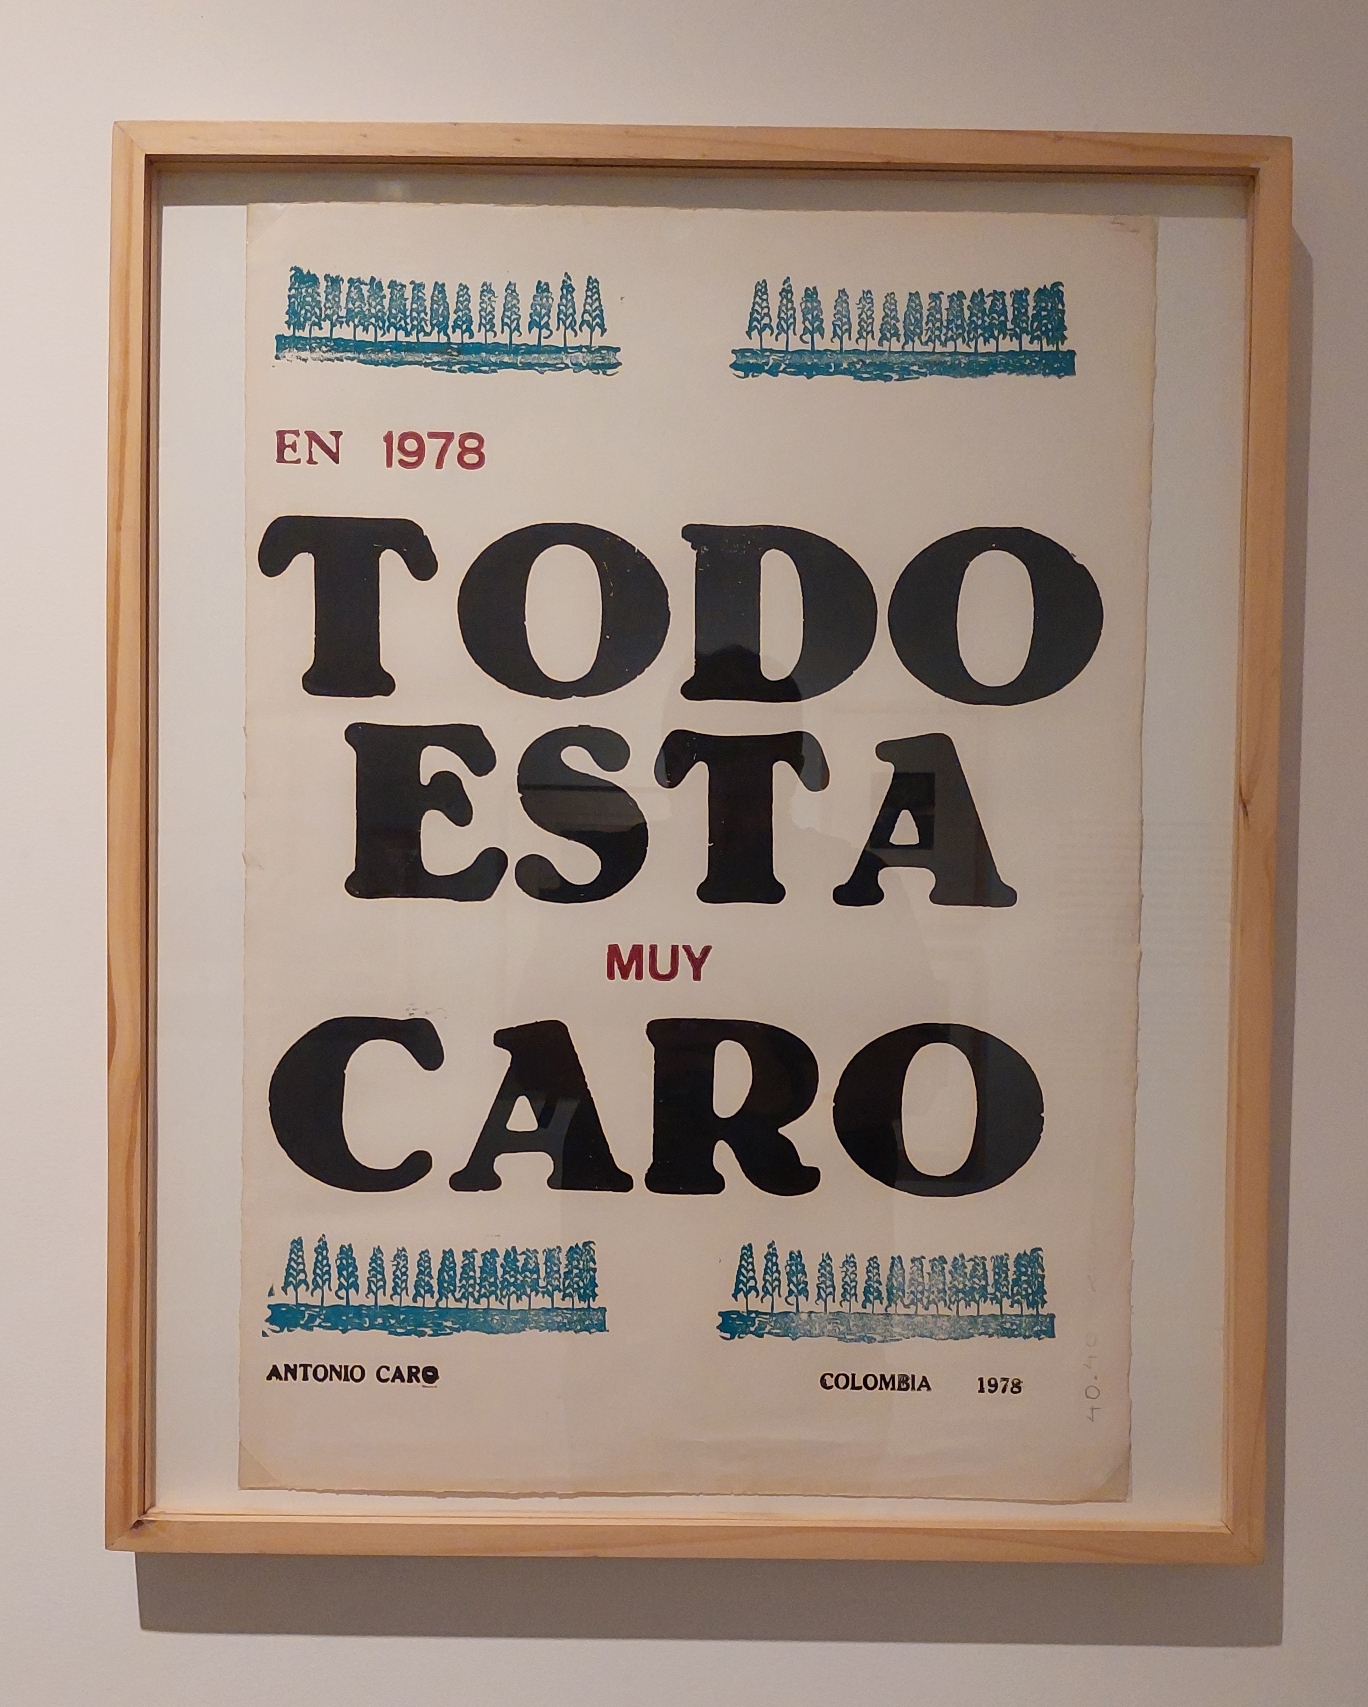 EN 1978
TODO
ESTA
MUY
CARO
ANTONIO CARO
COLOMBIA 1978